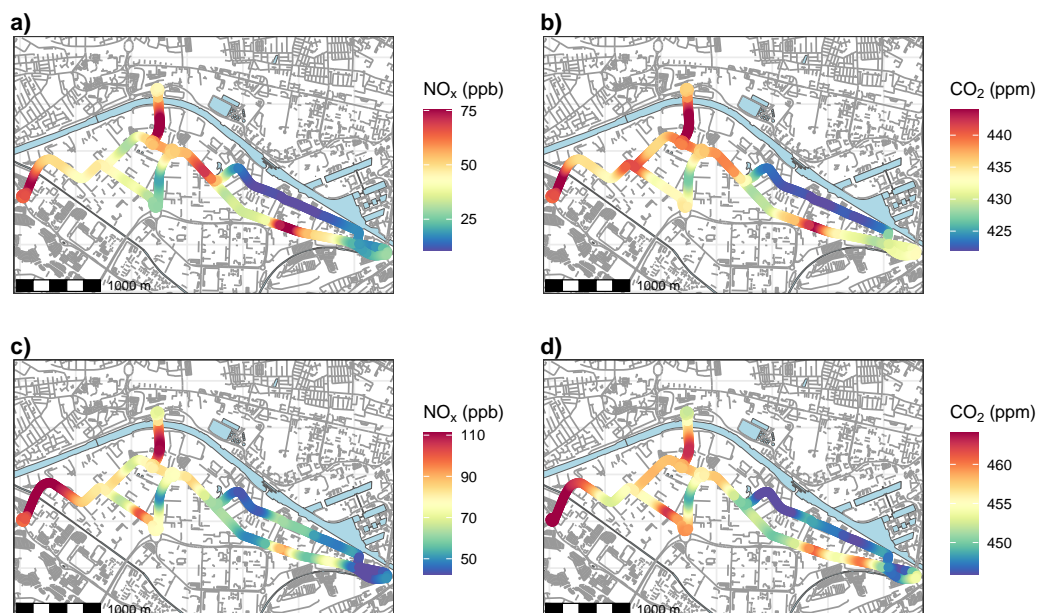 a)
NOₓ (ppb)
75
50
25
1000 m
b)
CO₂ (ppm)
440
435
430
425
1000 m
c)
NOₓ (ppb)
110
90
70
50
1000 m
d)
CO₂ (ppm)
460
455
450
1000 m